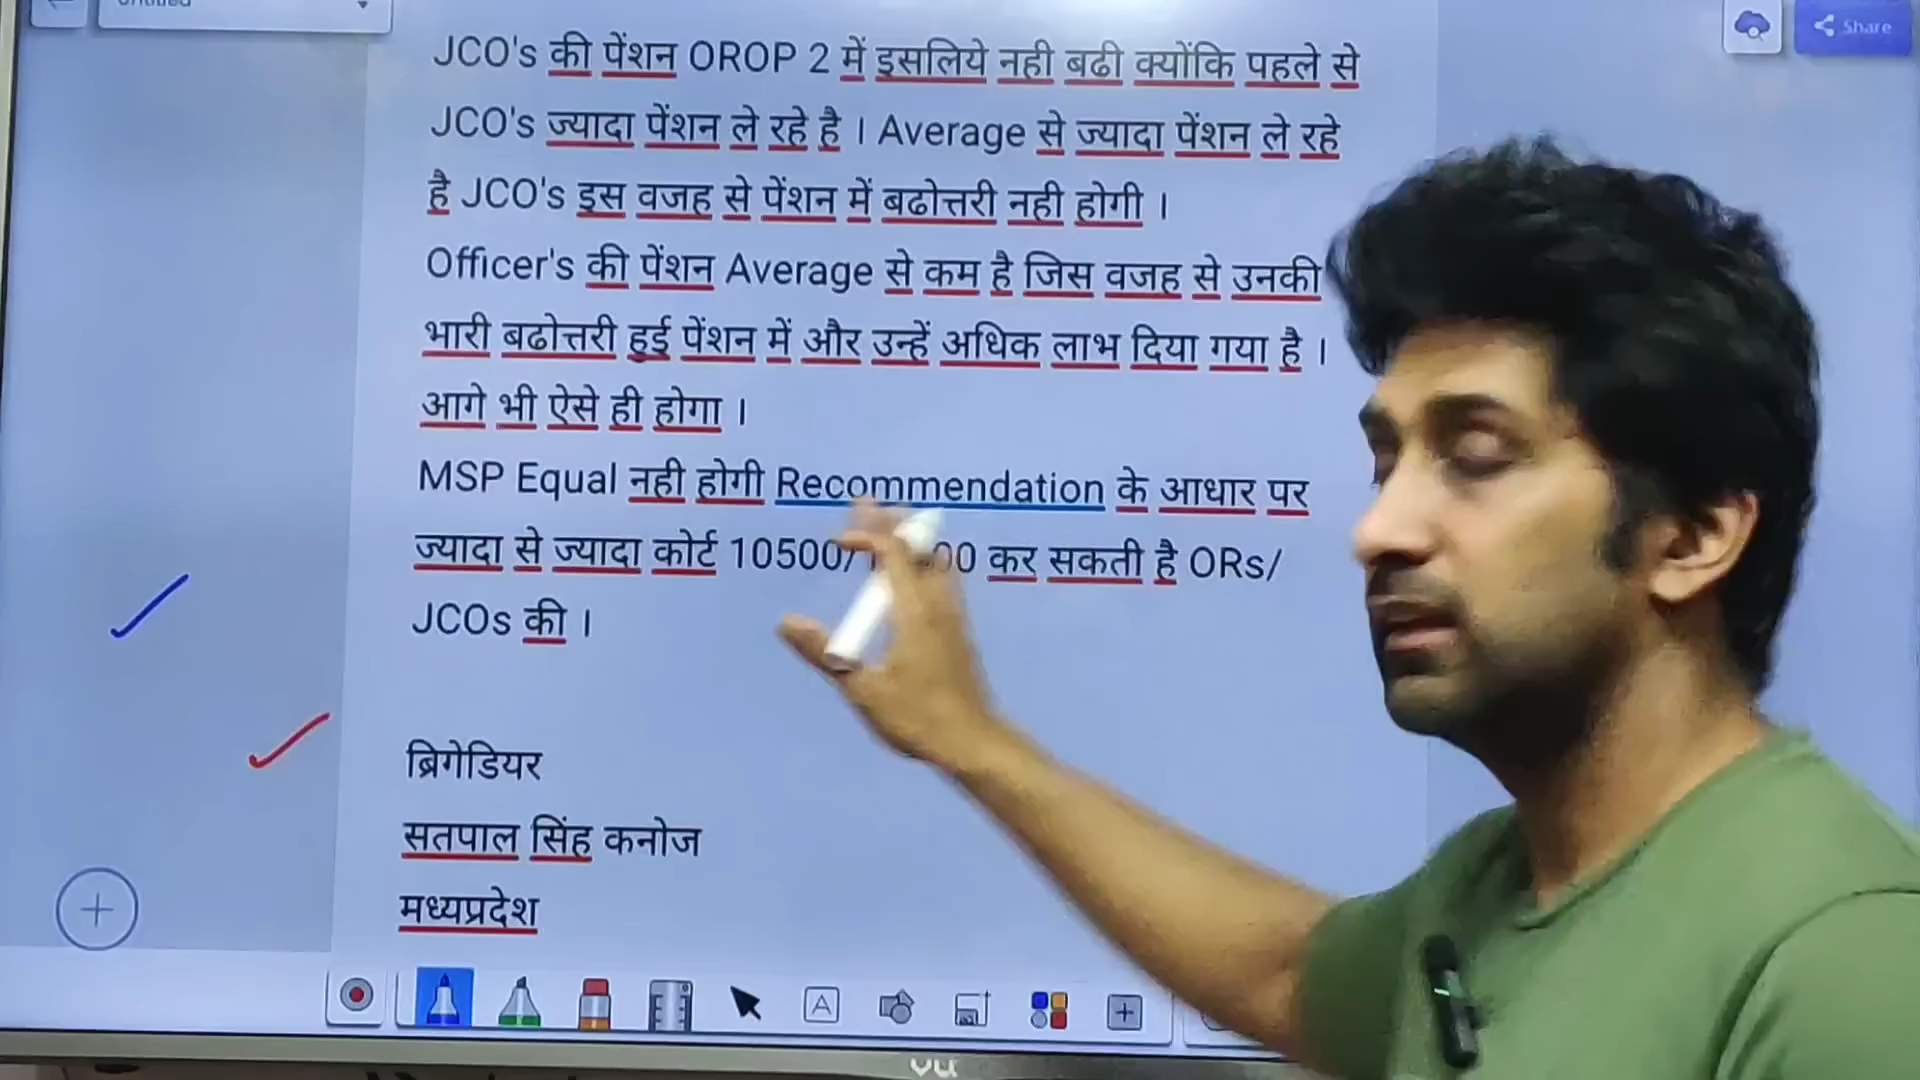 Share
JCO's की पेंशन OROP 2 में इसलिये नही बढी क्योंकि पहले से
JCO's ज्यादा पेंशन ले रहे है । Average से ज्यादा पेंशन ले रहे
है JCO's इस वजह से पेंशन में बढोत्तरी नही होगी ।
Officer's की पेंशन Average से कम है जिस वजह से उनकी
भारी बढोत्तरी हुई पेंशन में और उन्हें अधिक लाभ दिया गया है ।
आगे भी ऐसे ही होगा ।
MSP Equal नही होगी Recommendation के आधार पर
ज्यादा से ज्यादा कोर्ट 10500/ कर सकती है ORs/
JCOs की ।
ब्रिगेडियर
सतपाल सिंह कनोज
मध्यप्रदेश
A
vu